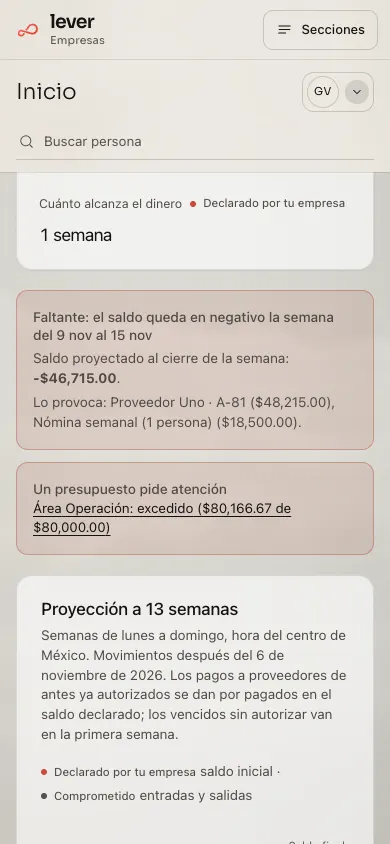 lever
Empresas
Secciones
Inicio
GV
Buscar persona
Cuánto alcanza el dinero
Declarado por tu empresa
1 semana
Faltante: el saldo queda en negativo la semana
del 9 nov al 15 nov
Saldo proyectado al cierre de la semana:
-$46,715.00.
Lo provoca: Proveedor Uno · A-81 ($48,215.00),
Nómina semanal (1 persona) ($18,500.00).
Un presupuesto pide atención
Área Operación: excedido ($80,166.67 de
$80,000.00)
Proyección a 13 semanas
Semanas de lunes a domingo, hora del centro de
México. Movimientos después del 6 de
noviembre de 2026. Los pagos a proveedores de
antes ya autorizados se dan por pagados en el
saldo declarado; los vencidos sin autorizar van
en la primera semana.
Declarado por tu empresa saldo inicial ·
Comprometido entradas y salidas